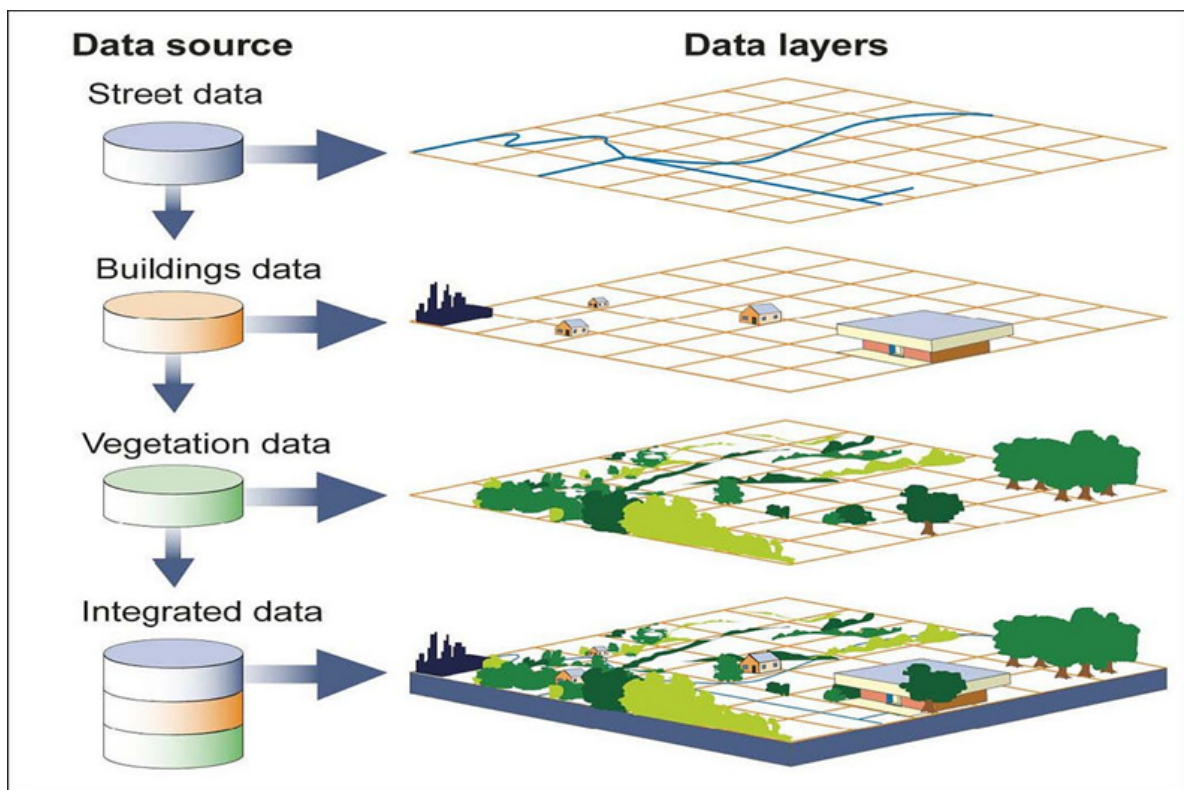 Data source
Data layers
Street data
Buildings data
Vegetation data
Integrated data